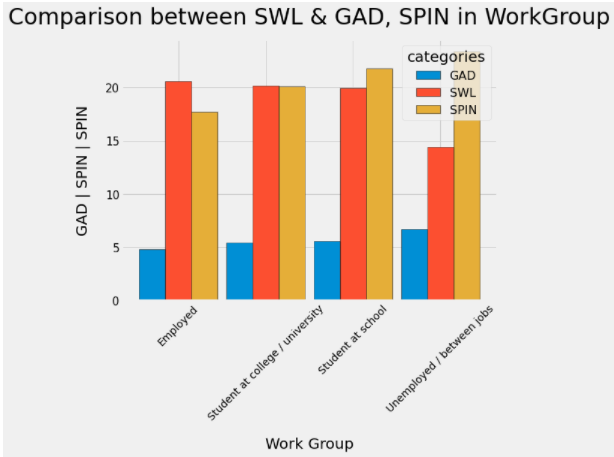 Comparison between SWL & GAD, SPIN in WorkGroup
categories
GAD
SWL
SPIN
GAD | SPIN | SPIN
20
15
10
5
0
Employed
Student at college / university
Student at school
Unemployed / between jobs
Work Group